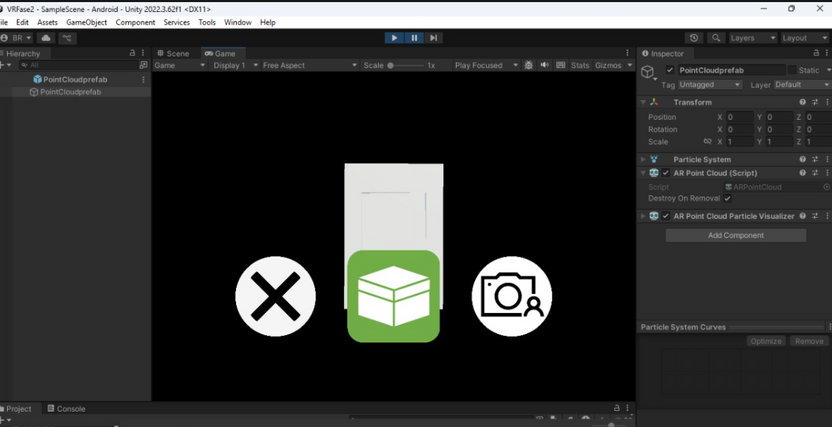 VRFase2 - SampleScene - Android - Unity 2022.3.62f1 <DX11>
ile Edit Assets GameObject Component Services Tools Window Help
BR
Layers Layout
Hierarchy
All
PointCloudprefab
PointCloudprefab
Scene Game
Game Display 1 Free Aspect Scale 1x Play Focused Stats Gizmos
Inspector
PointCloudprefab Static
Tag Untagged Layer Default
Transform
Position X 0 Y 0 Z 0
Rotation X 0 Y 0 Z 0
Scale X 1 Y 1 Z 1
Particle System
AR Point Cloud (Script)
Script ARPointCloud
Destroy On Removal
AR Point Cloud Particle Visualizer
Add Component
Particle System Curves
Optimize Remove
Project Console